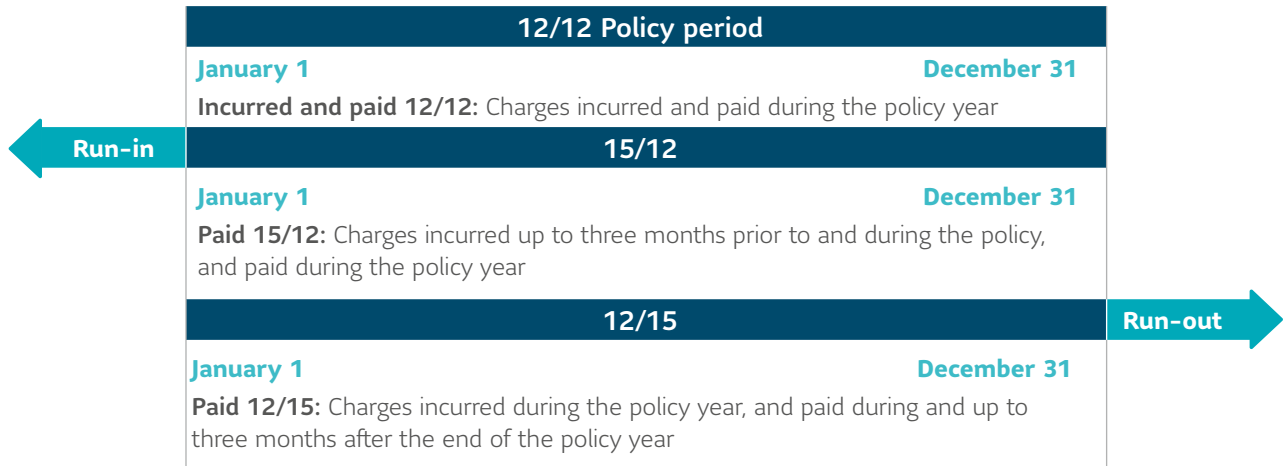 12/12 Policy period
January 1 December 31
Incurred and paid 12/12: Charges incurred and paid during the policy year
Run-in 15/12
January 1 December 31
Paid 15/12: Charges incurred up to three months prior to and during the policy,
and paid during the policy year
12/15 Run-out
January 1 December 31
Paid 12/15: Charges incurred during the policy year, and paid during and up to
three months after the end of the policy year